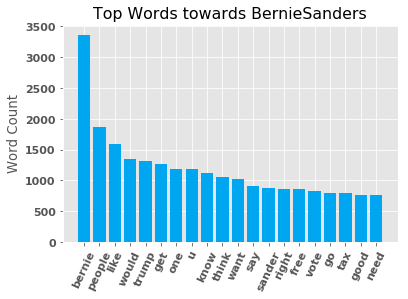 Top Words towards BernieSanders
Word Count
3500
3000
2500
2000
1500
1000
500
0
bernie
people
like
would
trump
get
one
u
know
think
want
say
sander
right
free
vote
go
tax
good
need